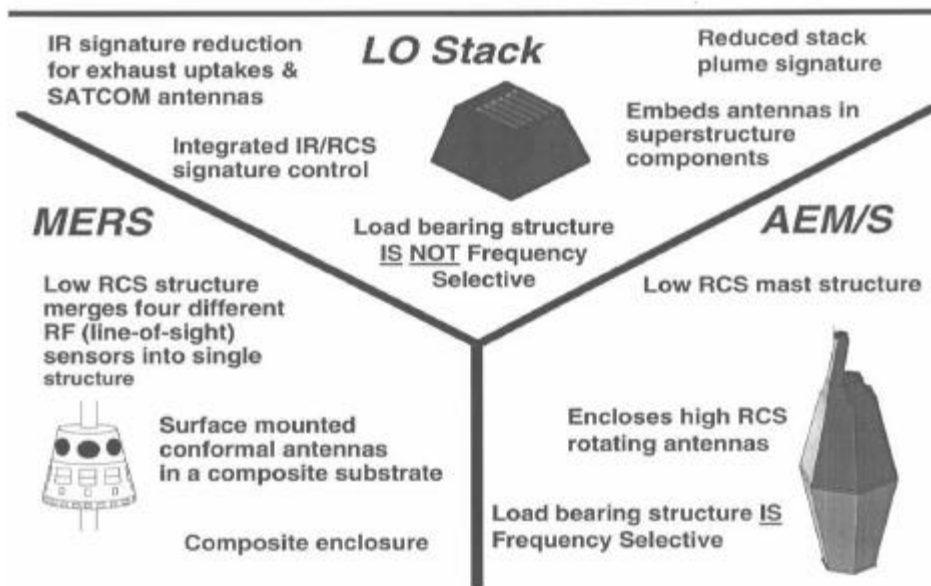 LO Stack
IR signature reduction
for exhaust uptakes &
SATCOM antennas
Reduced stack
plume signature
Integrated IR/RCS
signature control
Embeds antennas in
superstructure
components
Load bearing structure
IS NOT Frequency
Selective
MERS
Low RCS structure
merges four different
RF (line-of-sight)
sensors into single
structure
Surface mounted
conformal antennas
in a composite substrate
Composite enclosure
AEM/S
Low RCS mast structure
Encloses high RCS
rotating antennas
Load bearing structure IS
Frequency Selective